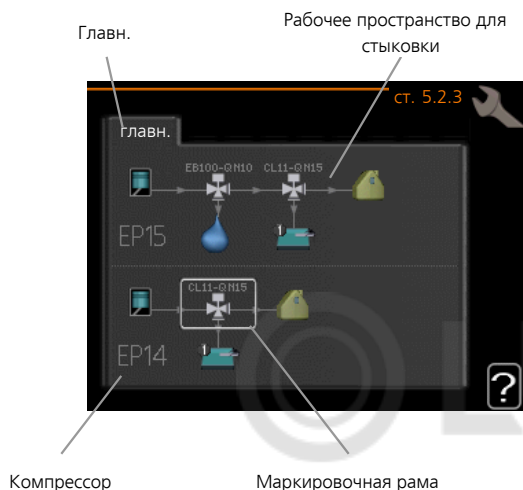 Главн.
Рабочее пространство для
стыковки
ст. 5.2.3
главн.
EB100-QN10 CL11-QN15
1
EP15
CL11-QN15
1
EP14
?
Компрессор
Маркировочная рама